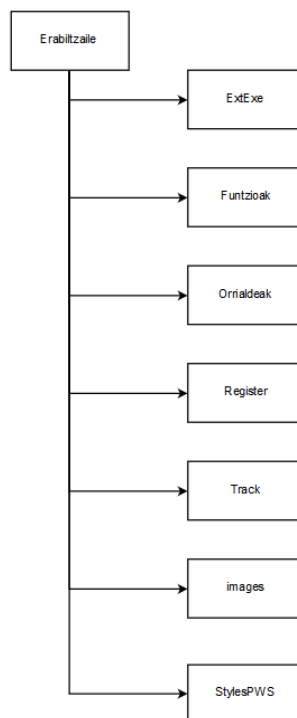 Erabiltzaile
ExtExe
Funtzioak
Orrialdeak
Register
Track
images
StylesPWS